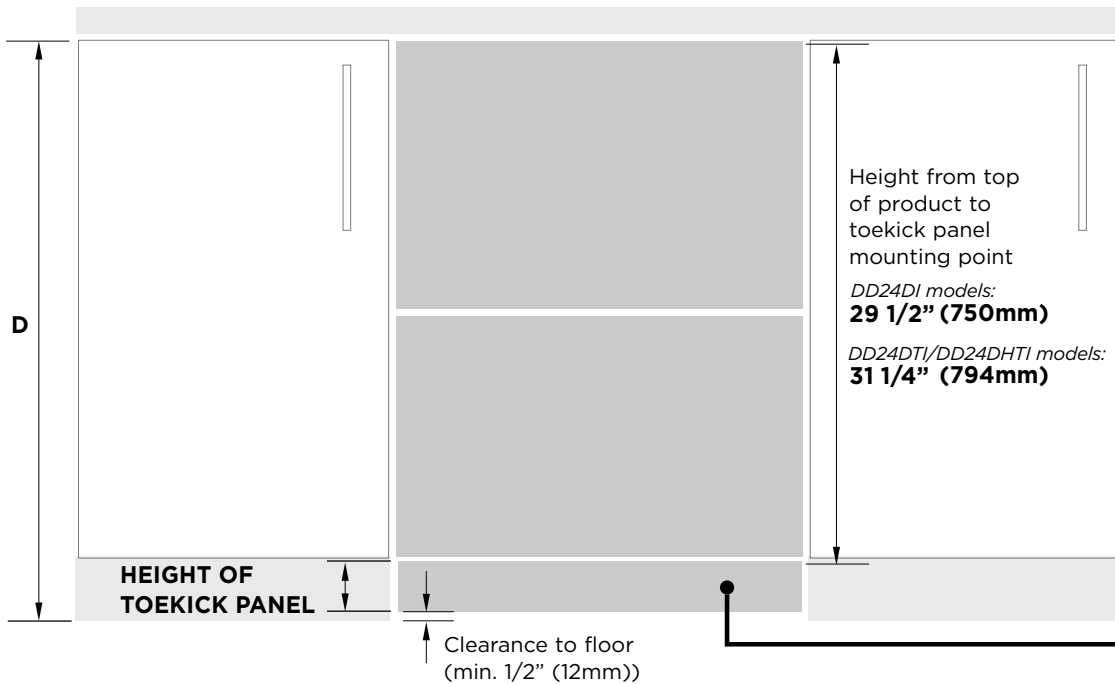 D
Height from top
of product to
toekick panel
mounting point
DD24DI models:
29 1/2” (750mm)
DD24DTI/DD24DHTI models:
31 1/4” (794mm)
HEIGHT OF
TOEKICK PANEL
Clearance to floor
(min. 1/2” (12mm))